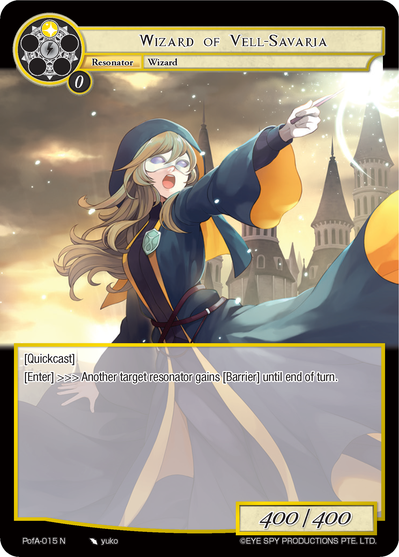 Wizard of Vell-Savaria
Resonator Wizard
0
[Quickcast]
[Enter] >>> Another target resonator gains [Barrier] until end of turn.
400/400
PofA-015 N yuko ©EYE SPY PRODUCTIONS PTE. LTD.